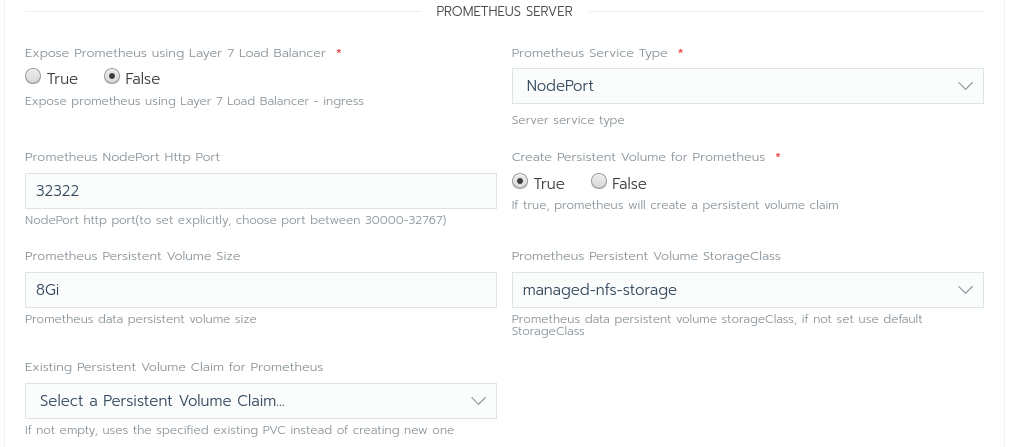 PROMETHEUS SERVER
Expose Prometheus using Layer 7 Load Balancer *
True False
Expose prometheus using Layer 7 Load Balancer - ingress
Prometheus Service Type *
NodePort
Server service type
Prometheus NodePort Http Port
32322
NodePort http port(to set explicitly, choose port between 30000-32767)
Create Persistent Volume for Prometheus *
True False
If true, prometheus will create a persistent volume claim
Prometheus Persistent Volume Size
8Gi
Prometheus data persistent volume size
Prometheus Persistent Volume StorageClass
managed-nfs-storage
Prometheus data persistent volume storageClass, if not set use default
StorageClass
Existing Persistent Volume Claim for Prometheus
Select a Persistent Volume Claim...
If not empty, uses the specified existing PVC instead of creating new one